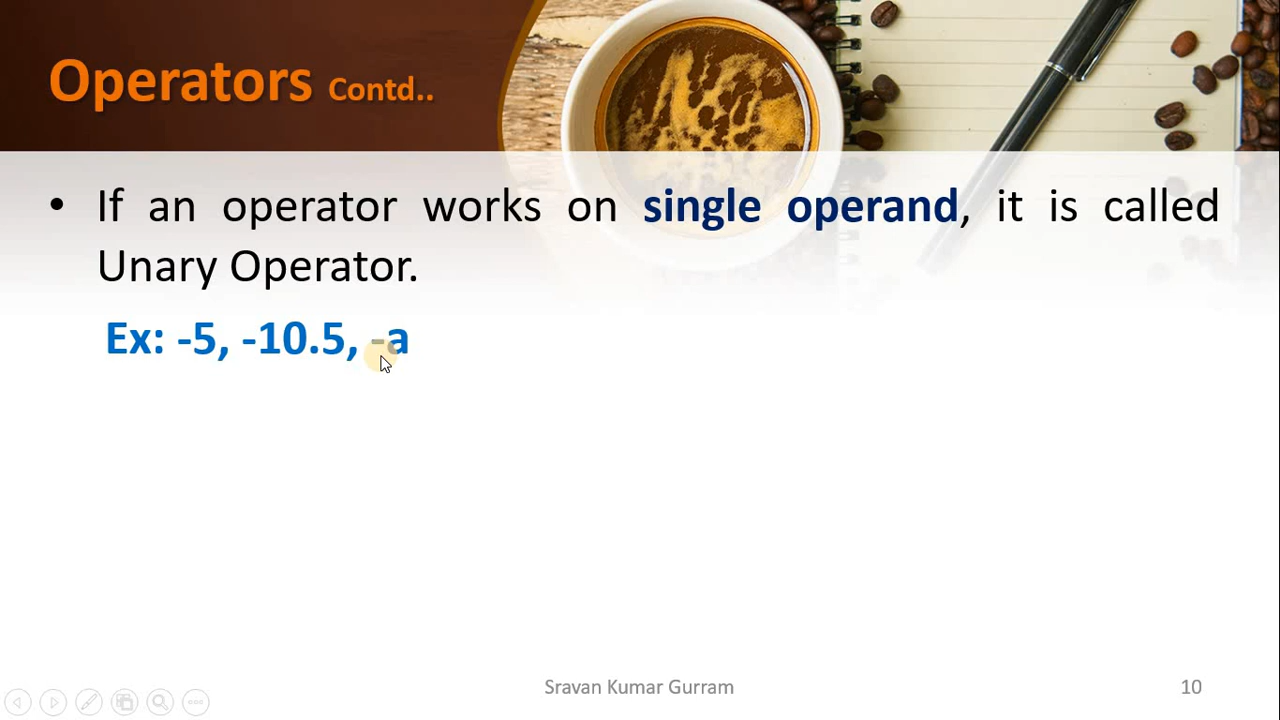 Operators Contd..
• If an operator works on single operand, it is called
Unary Operator.
Ex: -5, -10.5, -a
Sravan Kumar Gurram
10